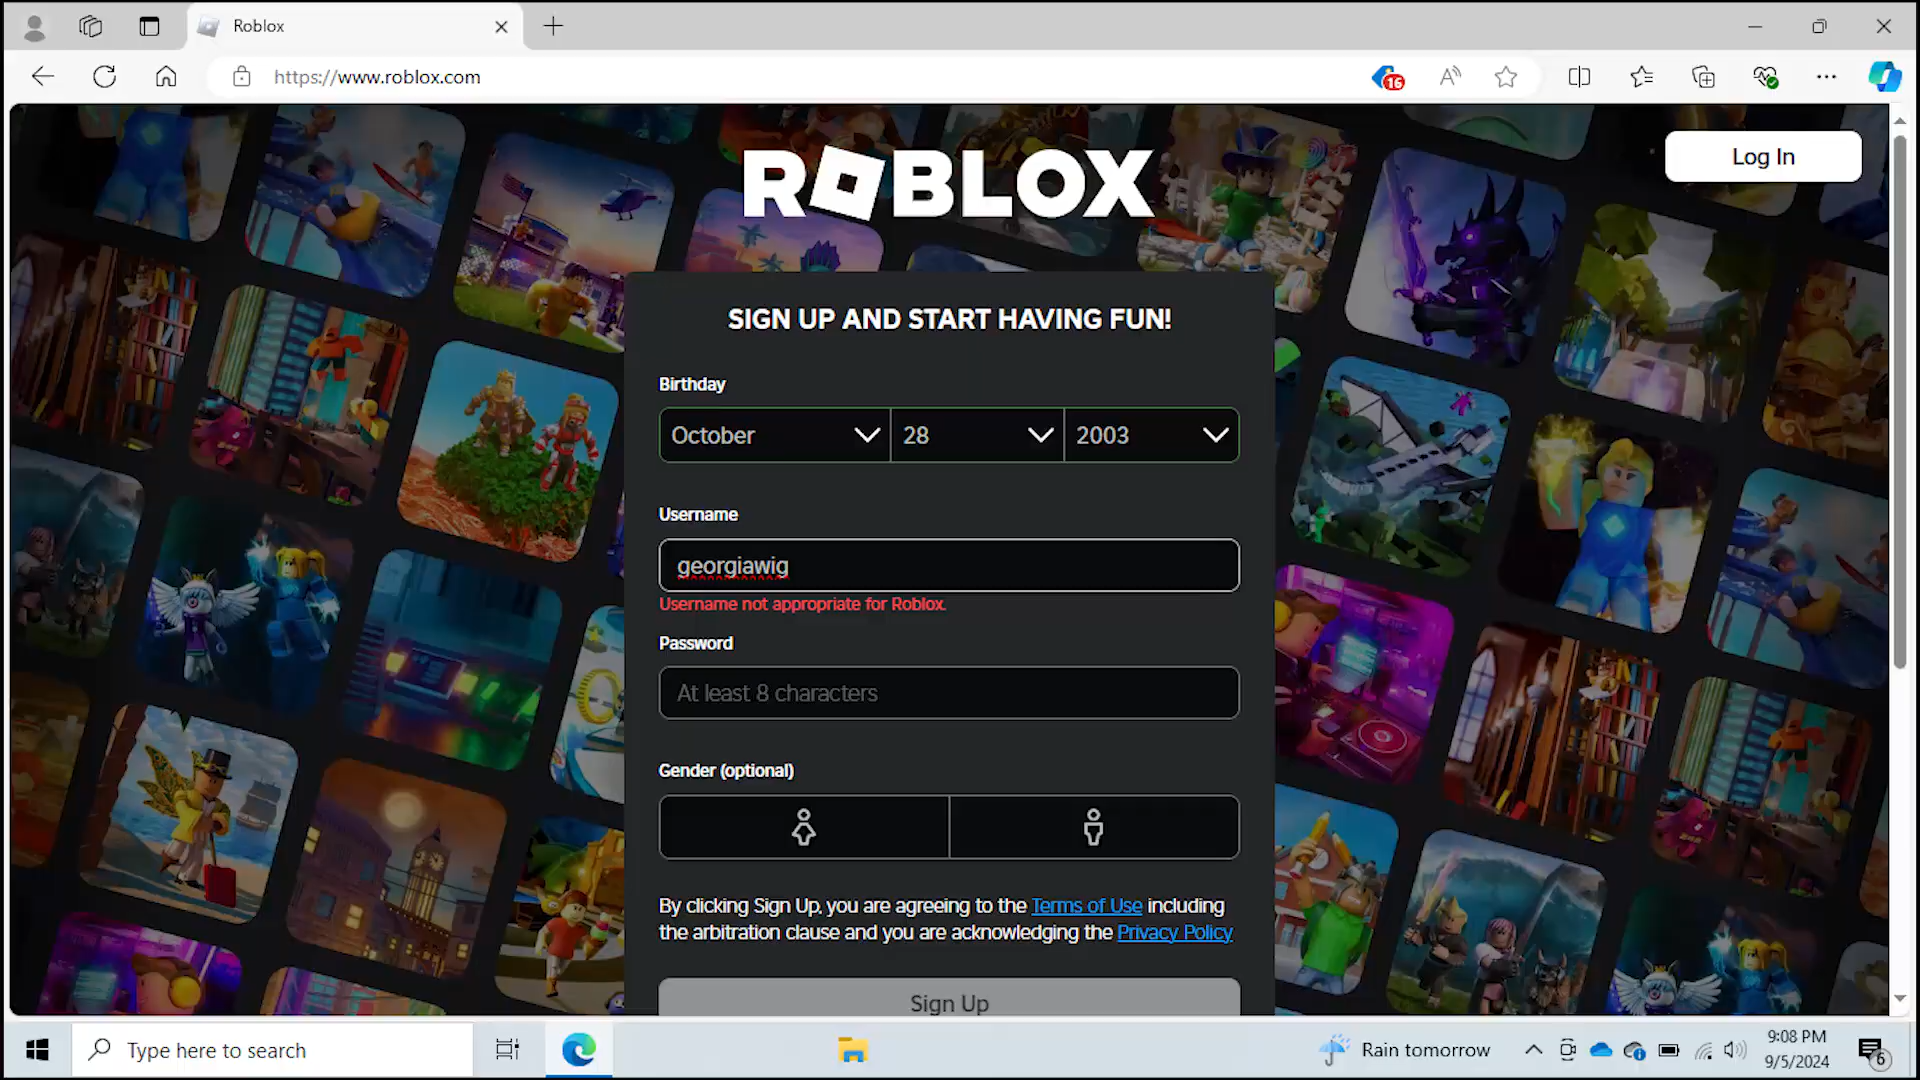 Roblox
https://www.roblox.com
16
Log In
ROBLOX
SIGN UP AND START HAVING FUN!
Birthday
October 28 2003
Username
georgiawig
Username not appropriate for Roblox.
Password
At least 8 characters
Gender (optional)
By clicking Sign Up, you are agreeing to the Terms of Use including
the arbitration clause and you are acknowledging the Privacy Policy
Sign Up
Type here to search
Rain tomorrow
9:08 PM
9/5/2024
6